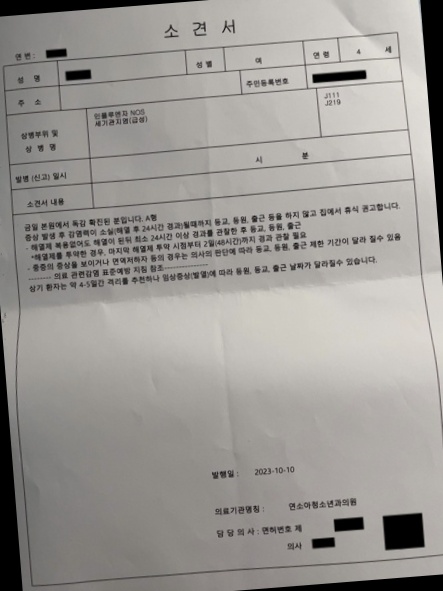 소 견 서
연 번 :
성 명 성 별 여 연 령 4 세
주 소 주민등록번호
상병부위 및
상 병 명
인플루엔자 NOS
세기관지염(급성)
J111
J219
발병 (신고) 일시 시 분
소견서 내용
금일 본원에서 독감 확진된 분입니다. A형
증상 발생 후 감염력이 소실(해열 후 24시간 경과)될때까지 등교, 등원, 출근 등을 하지 않고 집에서 휴식 권고합니다.
- 해열제 복용없어도 해열이 된뒤 최소 24시간 이상 경과를 관찰한 후 등교, 등원, 출근
*해열제를 투약한 경우, 마지막 해열제 투약 시점부터 2일(48시간)까지 경과 관찰 필요
- 중증의 증상을 보이거나 면역저하자 등의 경우는 의사의 판단에 따라 등교, 등원, 출근 제한 기간이 달라 질수 있음
-------- 의료 관련감염 표준예방 지침 참조----------
상기 환자는 약 4-5일간 격리를 추천하나 임상증상(발열)에 따라 등원, 등교, 출근 날짜가 달라질수 있습니다.
발행일 : 2023-10-10
의료기관명칭 : 연소아청소년과의원
담 당 의 사 : 면허번호 제
의사